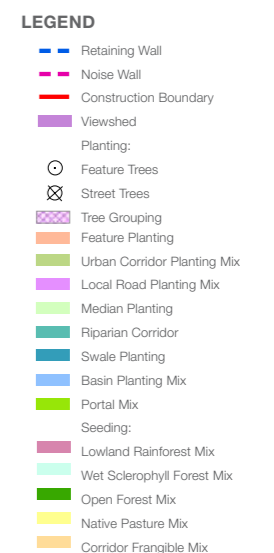 LEGEND
Retaining Wall
Noise Wall
Construction Boundary
Viewshed
Planting:
Feature Trees
Street Trees
Tree Grouping
Feature Planting
Urban Corridor Planting Mix
Local Road Planting Mix
Median Planting
Riparian Corridor
Swale Planting
Basin Planting Mix
Portal Mix
Seeding:
Lowland Rainforest Mix
Wet Sclerophyll Forest Mix
Open Forest Mix
Native Pasture Mix
Corridor Frangible Mix